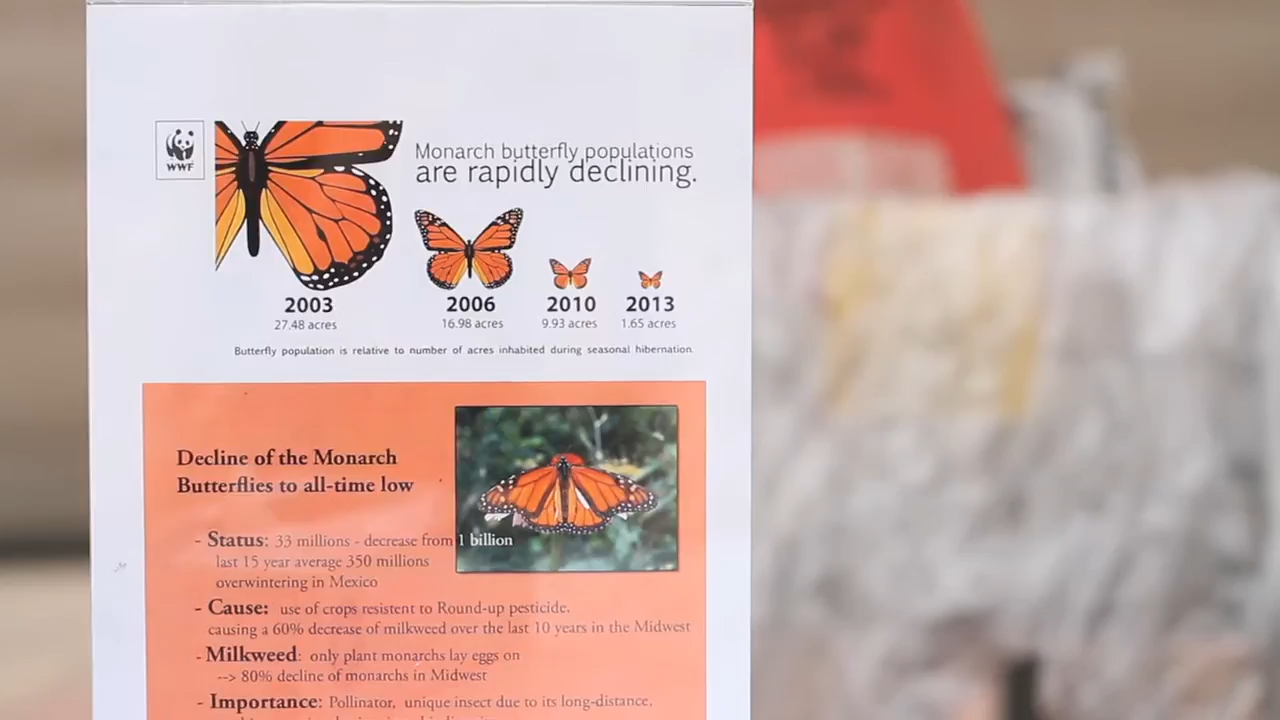 WWF
Monarch butterfly populations
are rapidly declining.
2003
27.48 acres
2006
16.98 acres
2010
9.93 acres
2013
1.65 acres
Butterfly population is relative to number of acres inhabited during seasonal hibernation.
Decline of the Monarch
Butterflies to all-time low
- Status: 33 millions - decrease from 1 billion
last 15 year average 350 millions
overwintering in Mexico
- Cause: use of crops resistent to Round-up pesticide.
causing a 60% decrease of milkweed over the last 10 years in the Midwest
- Milkweed: only plant monarchs lay eggs on
--> 80% decline of monarchs in Midwest
- Importance: Pollinator, unique insect due to its long-distance,